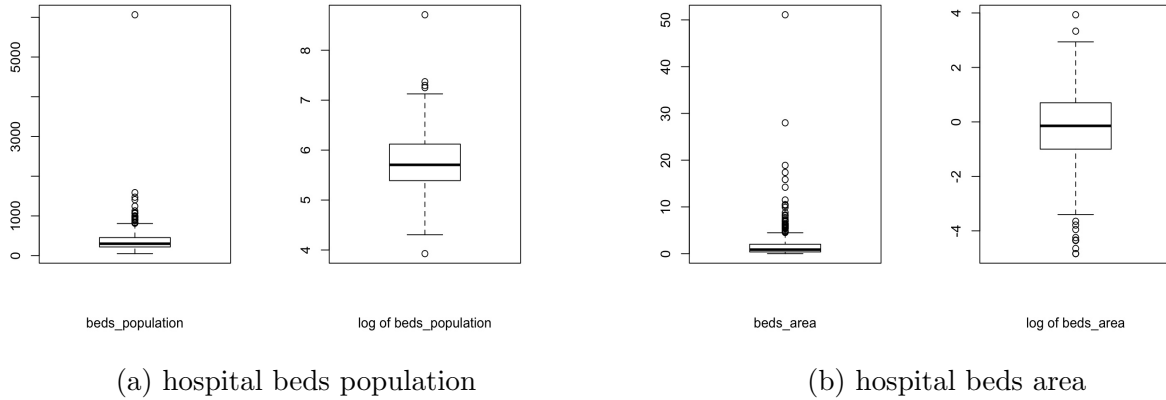 0 1000 3000 5000
4 5 6 7 8
0 10 20 30 40 50
-4 -2 0 2 4
beds_population
log of beds_population
beds_area
log of beds_area
(a) hospital beds population
(b) hospital beds area